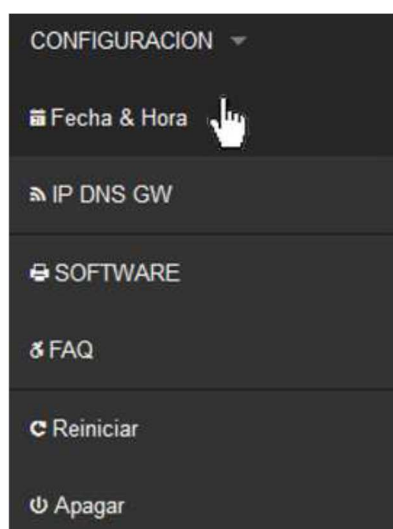 CONFIGURACION
Fecha & Hora
IP DNS GW
SOFTWARE
FAQ
Reiniciar
Apagar